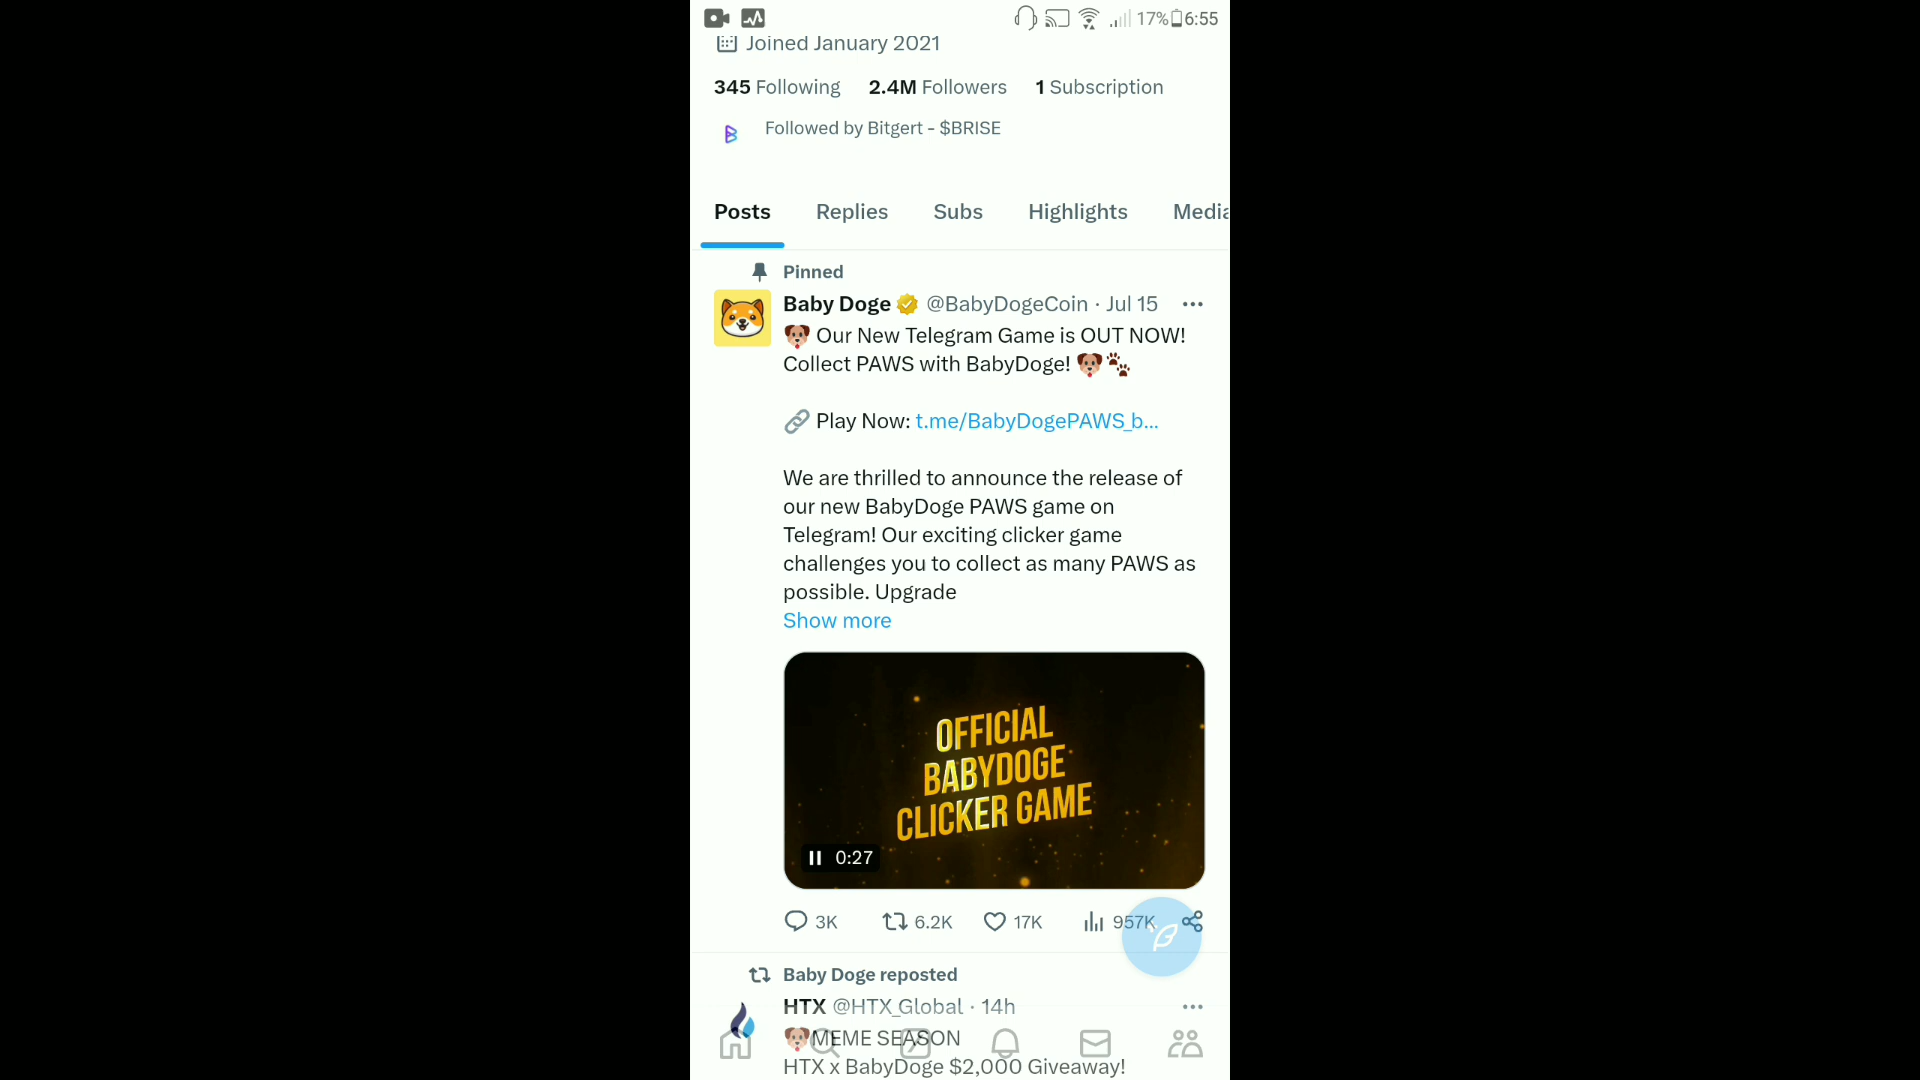 17% 6:55
Joined January 2021
345 Following 2.4M Followers 1 Subscription
Followed by Bitgert - $BRISE
Posts Replies Subs Highlights Media
Pinned
Baby Doge @BabyDogeCoin · Jul 15
🐶 Our New Telegram Game is OUT NOW!
Collect PAWS with BabyDoge! 🐶🐾
🔗 Play Now: t.me/BabyDogePAWS_b...
We are thrilled to announce the release of
our new BabyDoge PAWS game on
Telegram! Our exciting clicker game
challenges you to collect as many PAWS as
possible. Upgrade
Show more
OFFICIAL
BABYDOGE
CLICKER GAME
0:27
3K 6.2K 17K 957K
Baby Doge reposted
HTX @HTX_Global · 14h
🐶MEME SEASON
HTX x BabyDoge $2,000 Giveaway!